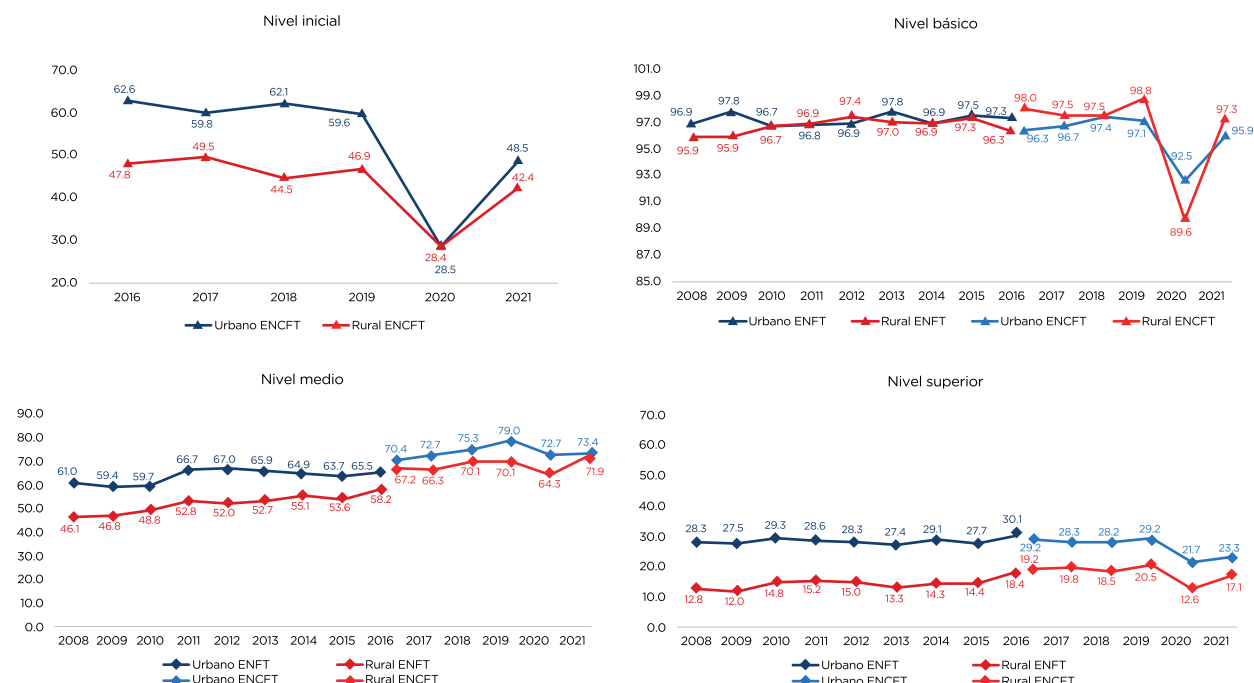 Nivel inicial
70.0
60.0
50.0
40.0
30.0
20.0
62.6
59.8
62.1
59.6
48.5
47.8
49.5
44.5
46.9
42.4
28.4
28.5
2016 2017 2018 2019 2020 2021
Urbano ENCFT Rural ENCFT
Nivel básico
101.0
99.0
97.0
95.0
93.0
91.0
89.0
87.0
85.0
96.9 97.8 96.7 96.8 96.9 97.8 96.9 97.5 97.3
95.9 95.9 96.7 96.9 97.4 97.0 96.9 97.3 96.3
96.3 96.7 97.4 97.1 92.5 95.9
98.0 97.5 97.5 98.8 89.6 97.3
2008 2009 2010 2011 2012 2013 2014 2015 2016 2017 2018 2019 2020 2021
Urbano ENFT Rural ENFT Urbano ENCFT Rural ENCFT
Nivel medio
90.0
80.0
70.0
60.0
50.0
40.0
30.0
20.0
10.0
0.0
61.0 59.4 59.7 66.7 67.0 65.9 64.9 63.7 65.5
46.1 46.8 48.8 52.8 52.0 52.7 55.1 53.6 58.2
70.4 72.7 75.3 79.0 72.7 73.4
67.2 66.3 70.1 70.1 64.3 71.9
2008 2009 2010 2011 2012 2013 2014 2015 2016 2017 2018 2019 2020 2021
Urbano ENFT Rural ENFT
Urbano ENCFT Rural ENCFT
Nivel superior
70.0
60.0
50.0
40.0
30.0
20.0
10.0
0.0
28.3 27.5 29.3 28.6 28.3 27.4 29.1 27.7 30.1
12.8 12.0 14.8 15.2 15.0 13.3 14.3 14.4 18.4
29.2 28.3 28.2 29.2 21.7 23.3
19.2 19.8 18.5 20.5 12.6 17.1
2008 2009 2010 2011 2012 2013 2014 2015 2016 2017 2018 2019 2020 2021
Urbano ENFT Rural ENFT
Urbano ENCFT Rural ENCFT